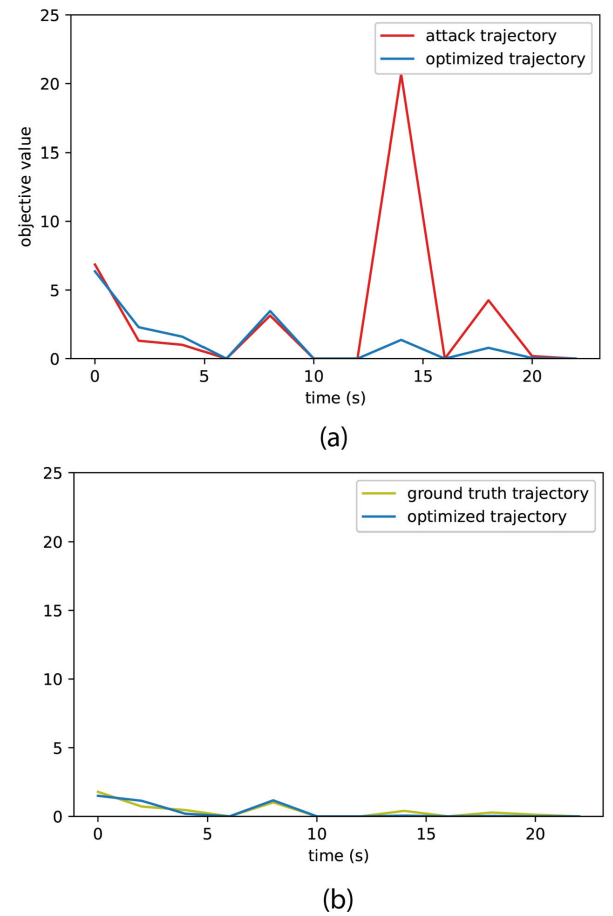 25
20
15
10
5
0
objective value
attack trajectory
optimized trajectory
0 5 10 15 20
time (s)
(a)
25
20
15
10
5
0
ground truth trajectory
optimized trajectory
0 5 10 15 20
time (s)
(b)